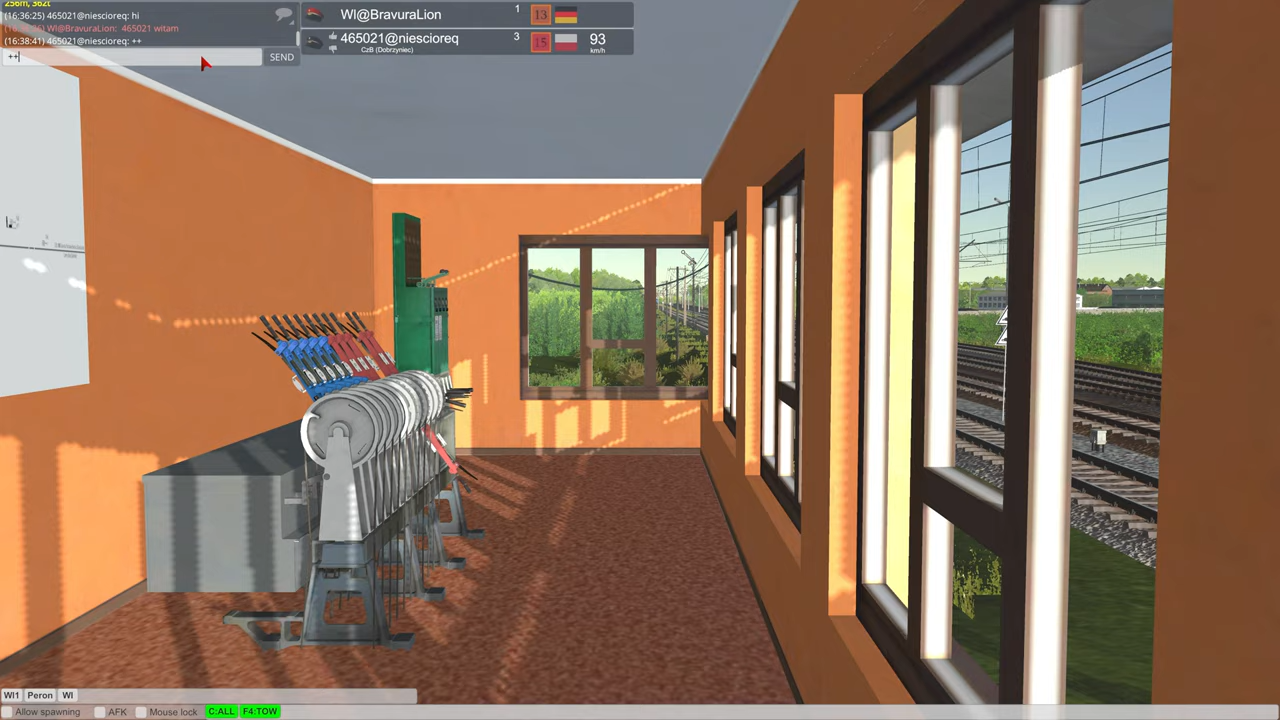 256m, 362t
(16:36:25) 465021@niescioreq: hi
WI@BravuraLion: 465021 witam
(16:38:41) 465021@niescioreq: ++
++
SEND
WI@BravuraLion 1 13
465021@niescioreq 3 15 93
CzB (Dobrzyniec) km/h
WI1 Peron WI
Allow spawning AFK Mouse lock C:ALL F4:TOW